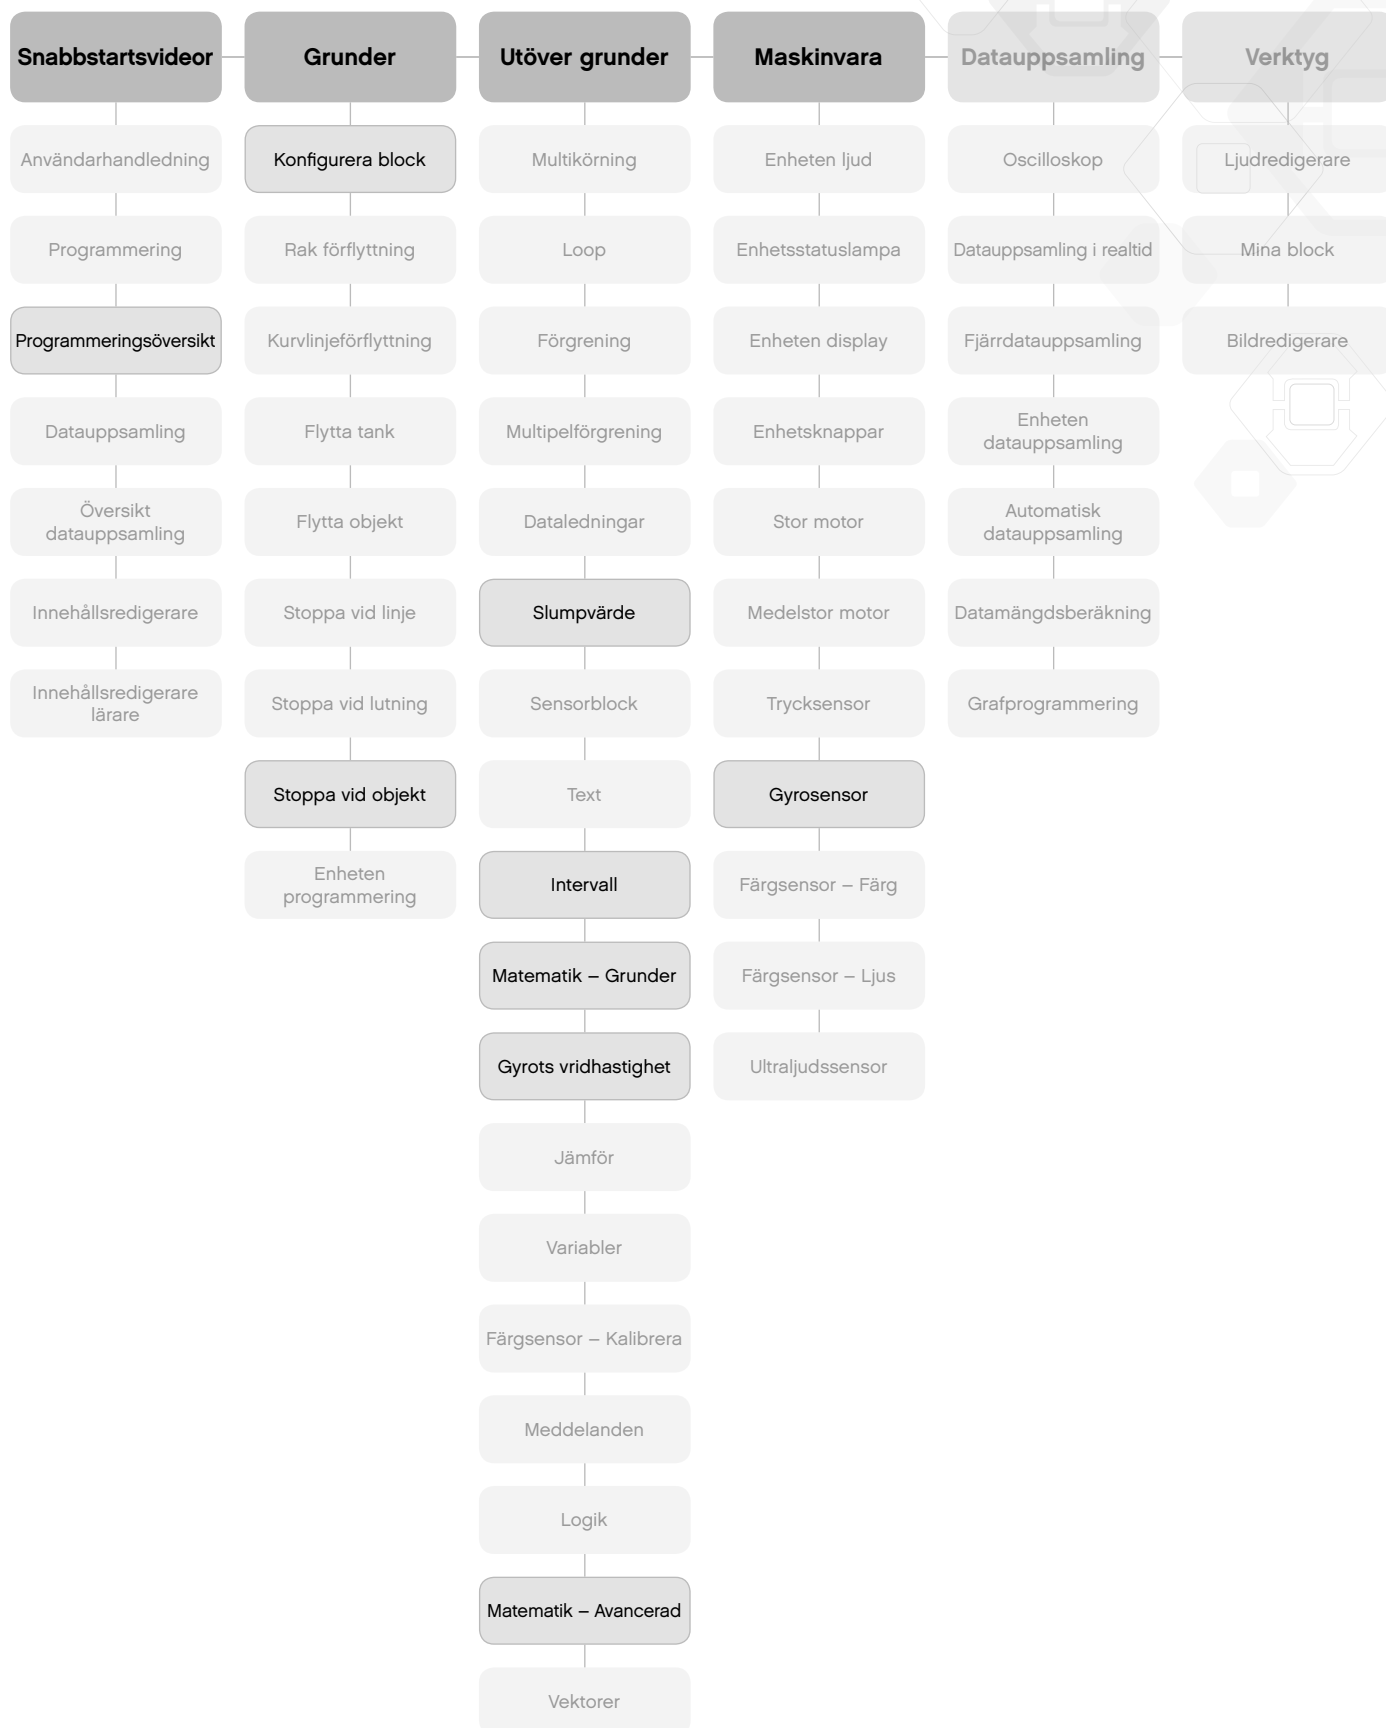 Snabbstartsvideor
Användarhandledning
Programmering
Programmeringsöversikt
Datauppsamling
Översikt
datauppsamling
Innehållsredigerare
Innehållsredigerare
lärare
Grunder
Konfigurera block
Rak förflyttning
Kurvlinjeförflyttning
Flytta tank
Flytta objekt
Stoppa vid linje
Stoppa vid lutning
Stoppa vid objekt
Enheten
programmering
Utöver grunder
Multikörning
Loop
Förgrening
Multipelförgrening
Dataledningar
Slumpvärde
Sensorblock
Text
Intervall
Matematik – Grunder
Gyrots vridhastighet
Jämför
Variabler
Färgsensor – Kalibrera
Meddelanden
Logik
Matematik – Avancerad
Vektorer
Maskinvara
Enheten ljud
Enhetsstatuslampa
Enheten display
Enhetsknappar
Stor motor
Medelstor motor
Trycksensor
Gyrosensor
Färgsensor – Färg
Färgsensor – Ljus
Ultraljudssensor
Datauppsamling
Oscilloskop
Datauppsamling i realtid
Fjärrdatauppsamling
Enheten
datauppsamling
Automatisk
datauppsamling
Datamängdsberäkning
Grafprogrammering
Verktyg
Ljudredigerare
Mina block
Bildredigerare